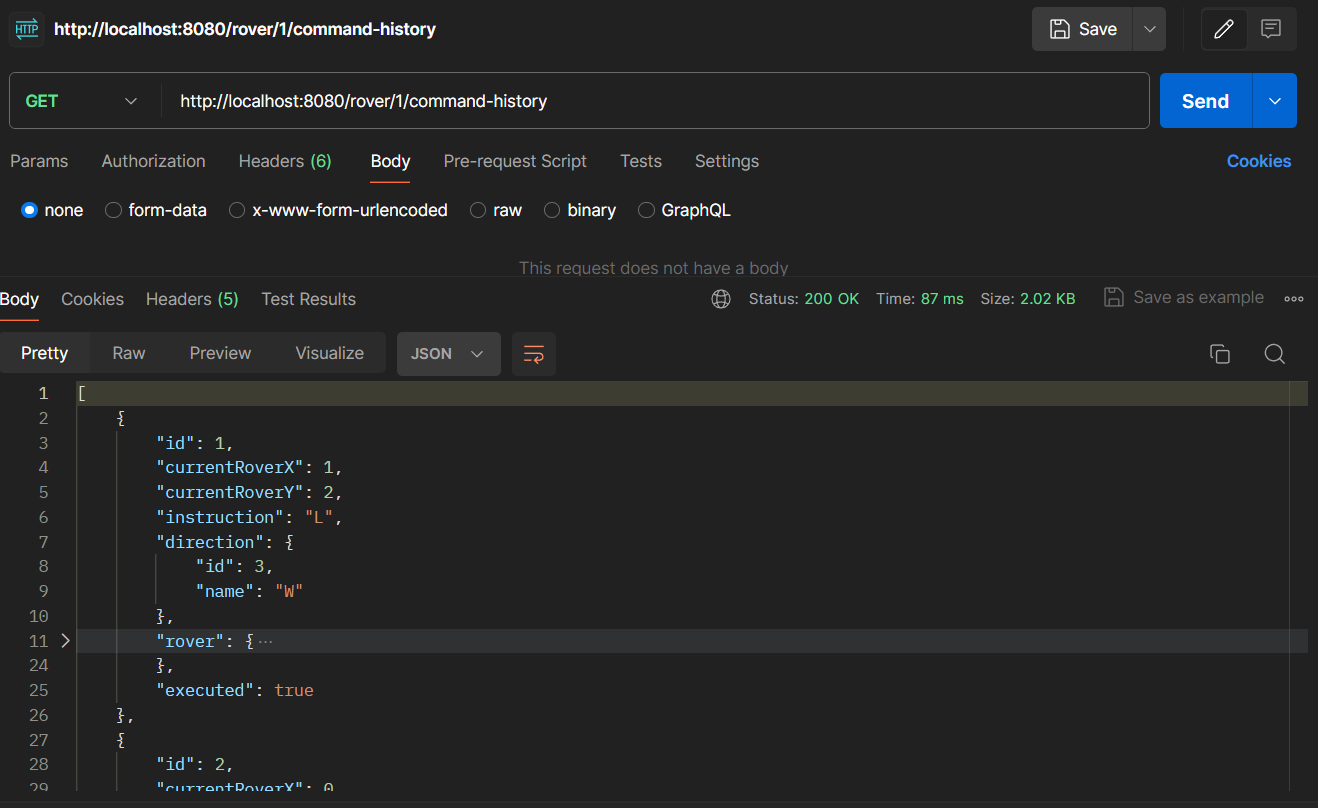 HTTP http://localhost:8080/rover/1/command-history Save
GET http://localhost:8080/rover/1/command-history Send
Params Authorization Headers (6) Body Pre-request Script Tests Settings Cookies
none form-data x-www-form-urlencoded raw binary GraphQL
This request does not have a body
Body Cookies Headers (5) Test Results Status: 200 OK Time: 87 ms Size: 2.02 KB Save as example
Pretty Raw Preview Visualize JSON
1 [
2 {
3 "id": 1,
4 "currentRoverX": 1,
5 "currentRoverY": 2,
6 "instruction": "L",
7 "direction": {
8 "id": 3,
9 "name": "W"
10 },
11 "rover": {···
24 },
25 "executed": true
26 },
27 {
28 "id": 2,
29 "currentRoverX": 0